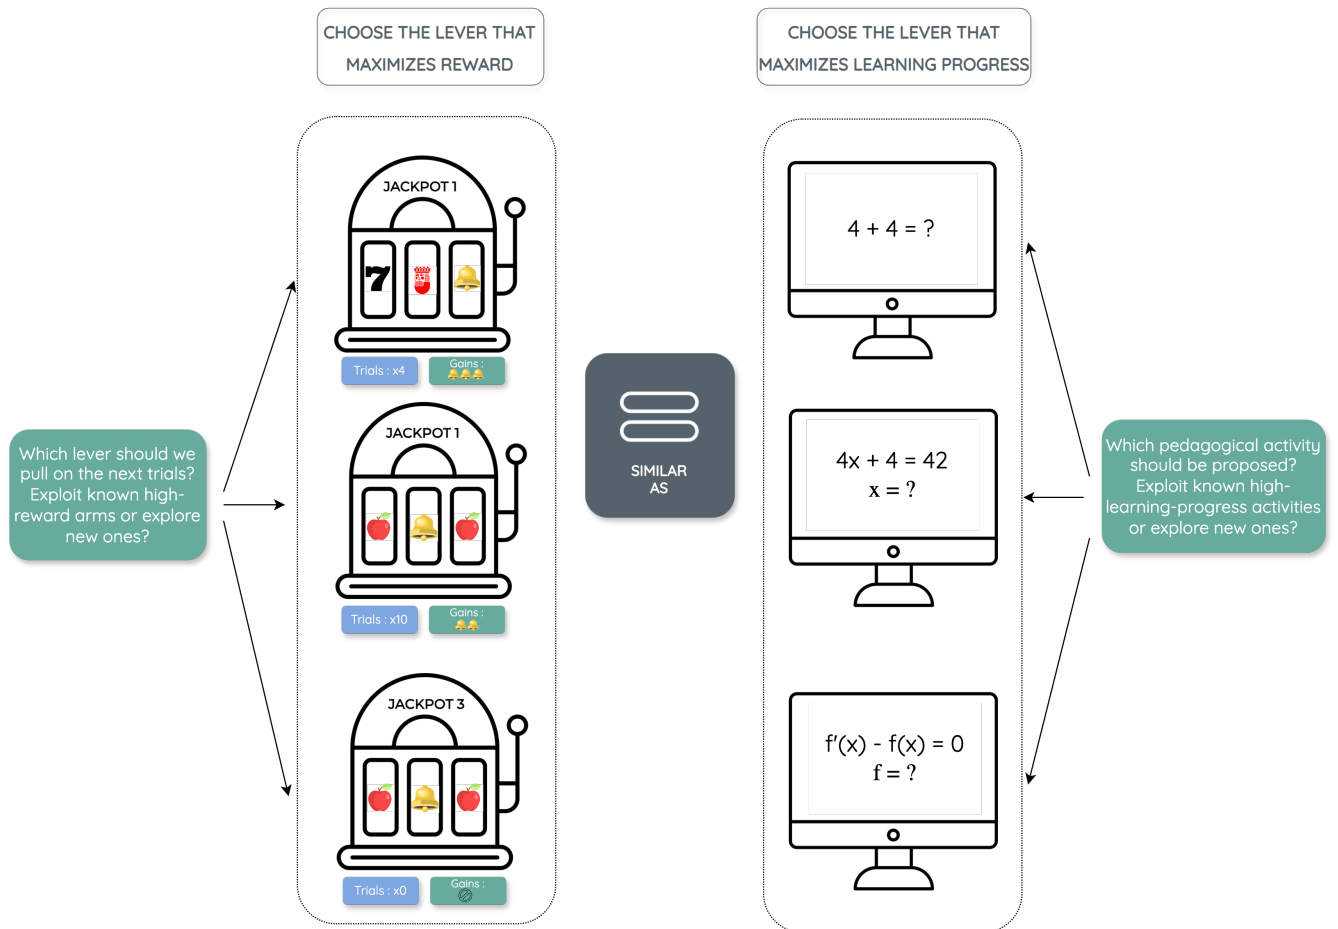 CHOOSE THE LEVER THAT
MAXIMIZES REWARD
CHOOSE THE LEVER THAT
MAXIMIZES LEARNING PROGRESS
Which lever should we
pull on the next trials?
Exploit known high-
reward arms or explore
new ones?
JACKPOT 1
7
Trials : x4
Gains :
JACKPOT 1
Trials : x10
Gains :
JACKPOT 3
Trials : x0
Gains :
SIMILAR
AS
4 + 4 = ?
4x + 4 = 42
x = ?
f'(x) - f(x) = 0
f = ?
Which pedagogical activity
should be proposed?
Exploit known high-
learning-progress activities
or explore new ones?